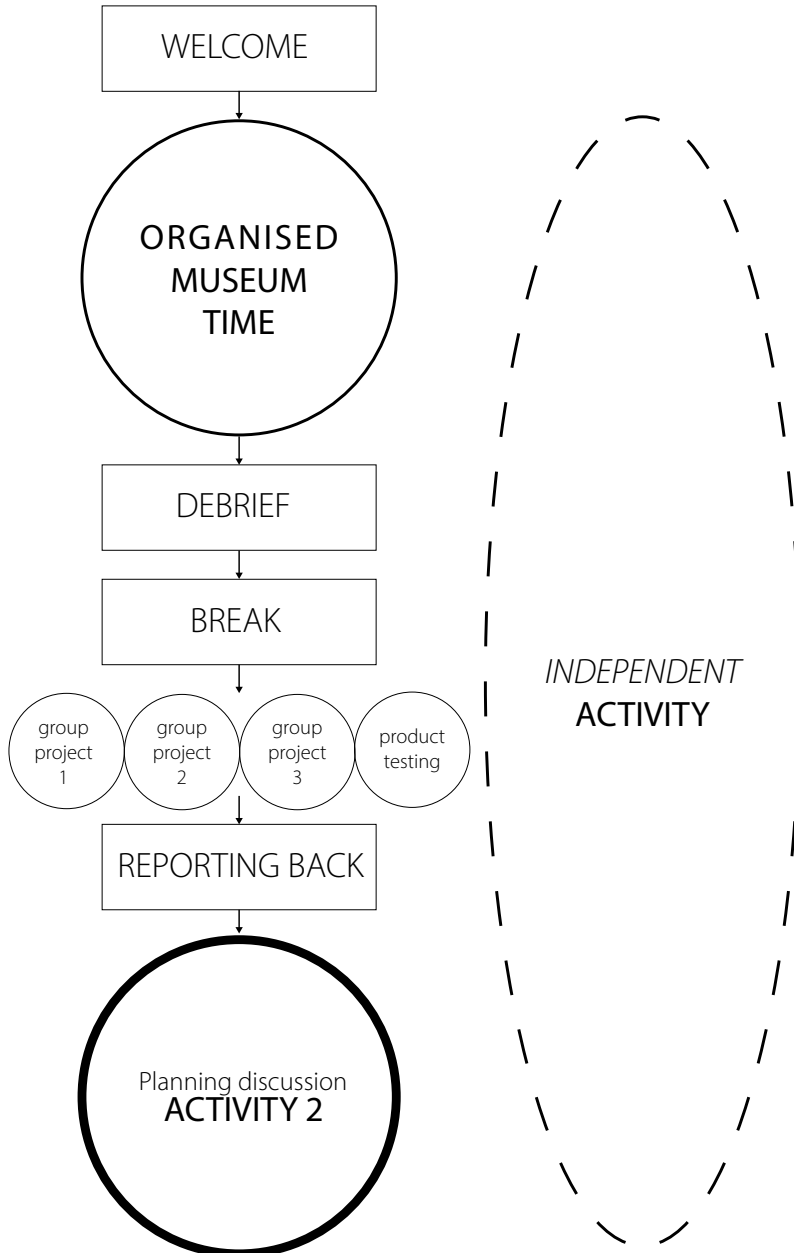 WELCOME
ORGANISED
MUSEUM
TIME
DEBRIEF
BREAK
group
project
1
group
project
2
group
project
3
product
testing
REPORTING BACK
Planning discussion
ACTIVITY 2
INDEPENDENT
ACTIVITY